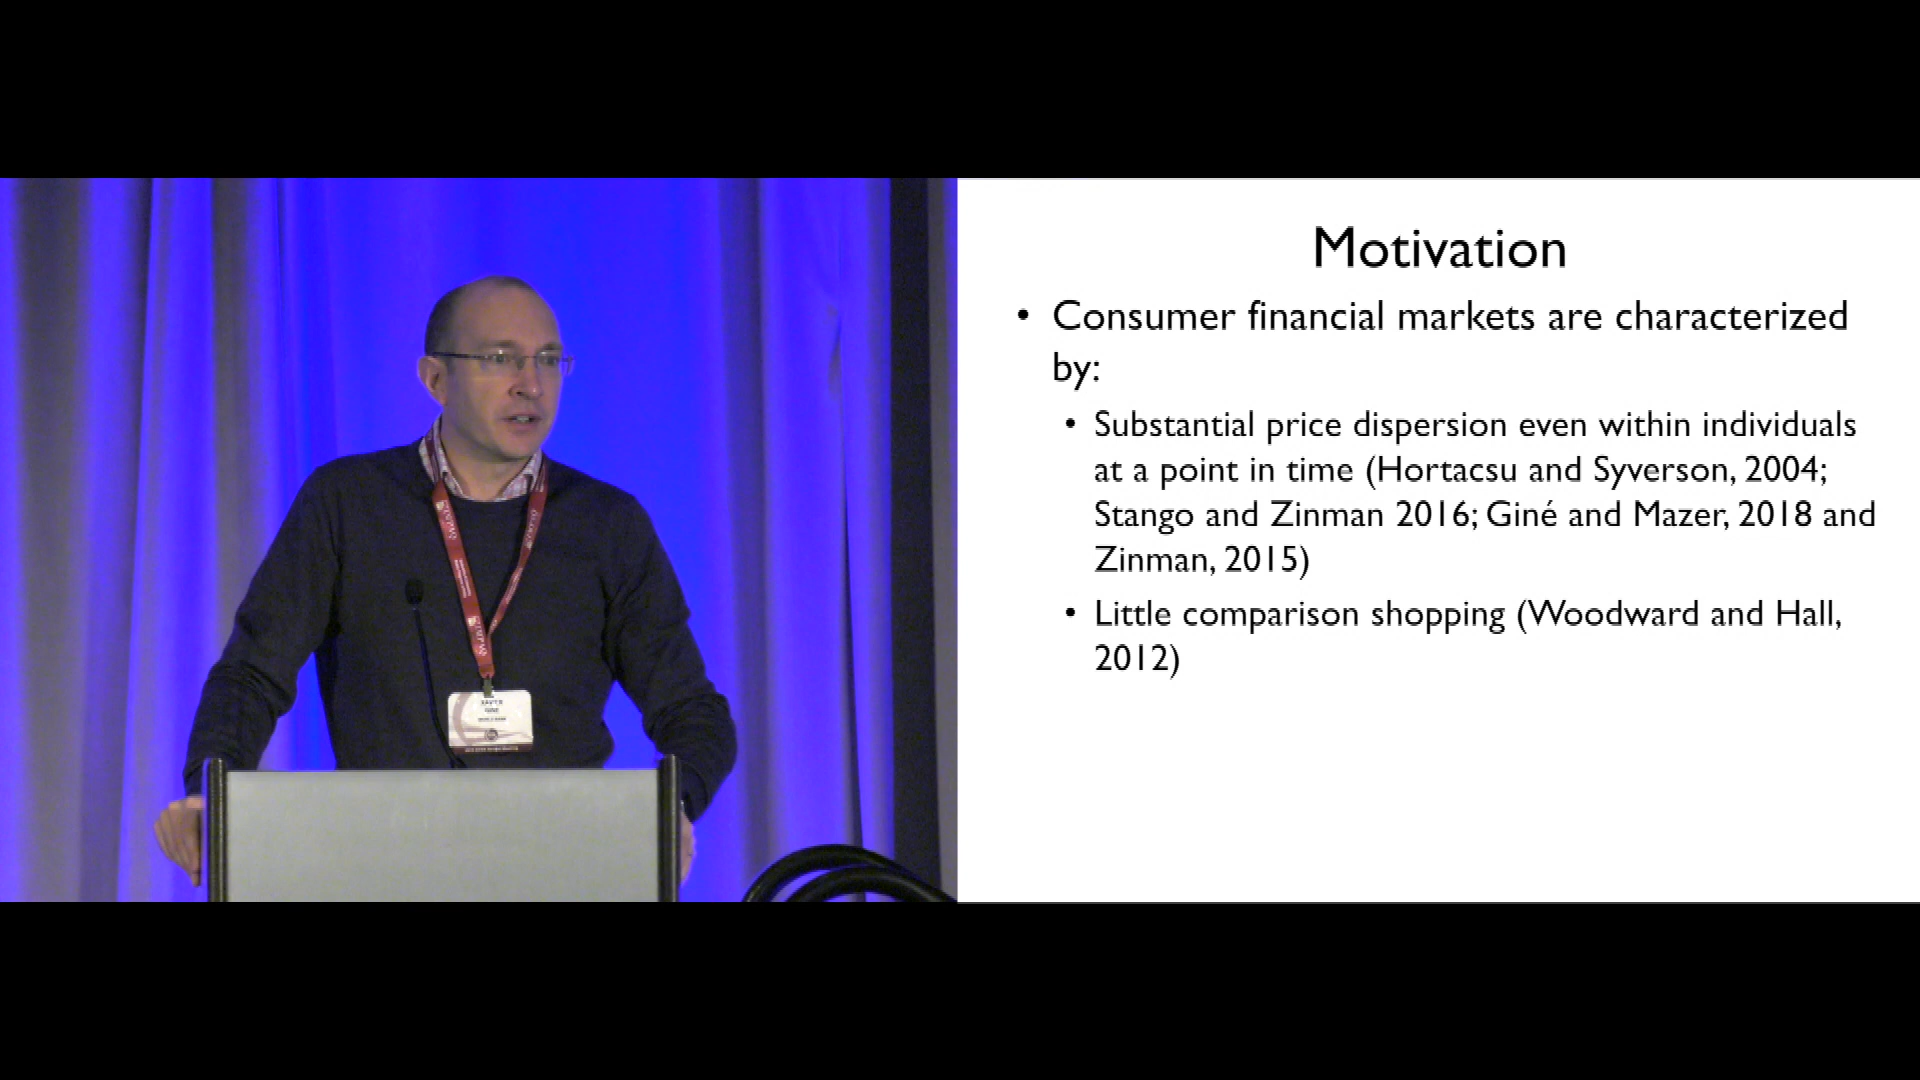 Motivation
• Consumer financial markets are characterized
by:
• Substantial price dispersion even within individuals
at a point in time (Hortacsu and Syverson, 2004;
Stango and Zinman 2016; Giné and Mazer, 2018 and
Zinman, 2015)
• Little comparison shopping (Woodward and Hall,
2012)